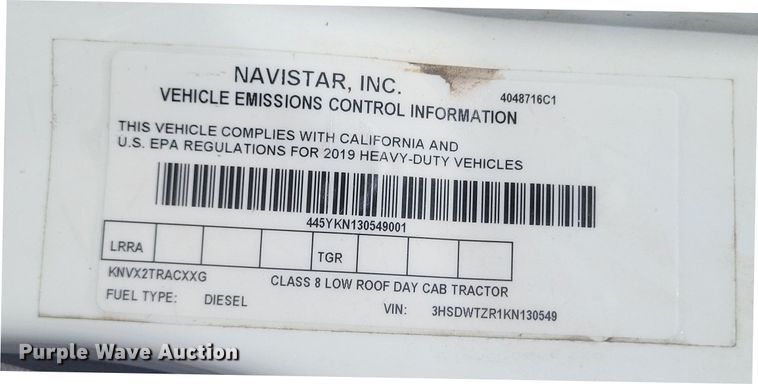 NAVISTAR, INC.
4048716C1
VEHICLE EMISSIONS CONTROL INFORMATION
THIS VEHICLE COMPLIES WITH CALIFORNIA AND
U.S. EPA REGULATIONS FOR 2019 HEAVY-DUTY VEHICLES
445YKN130549001
LRRA TGR
KNVX2TRACXXG CLASS 8 LOW ROOF DAY CAB TRACTOR
FUEL TYPE: DIESEL VIN: 3HSDWTZR1KN130549
Purple Wave Auction